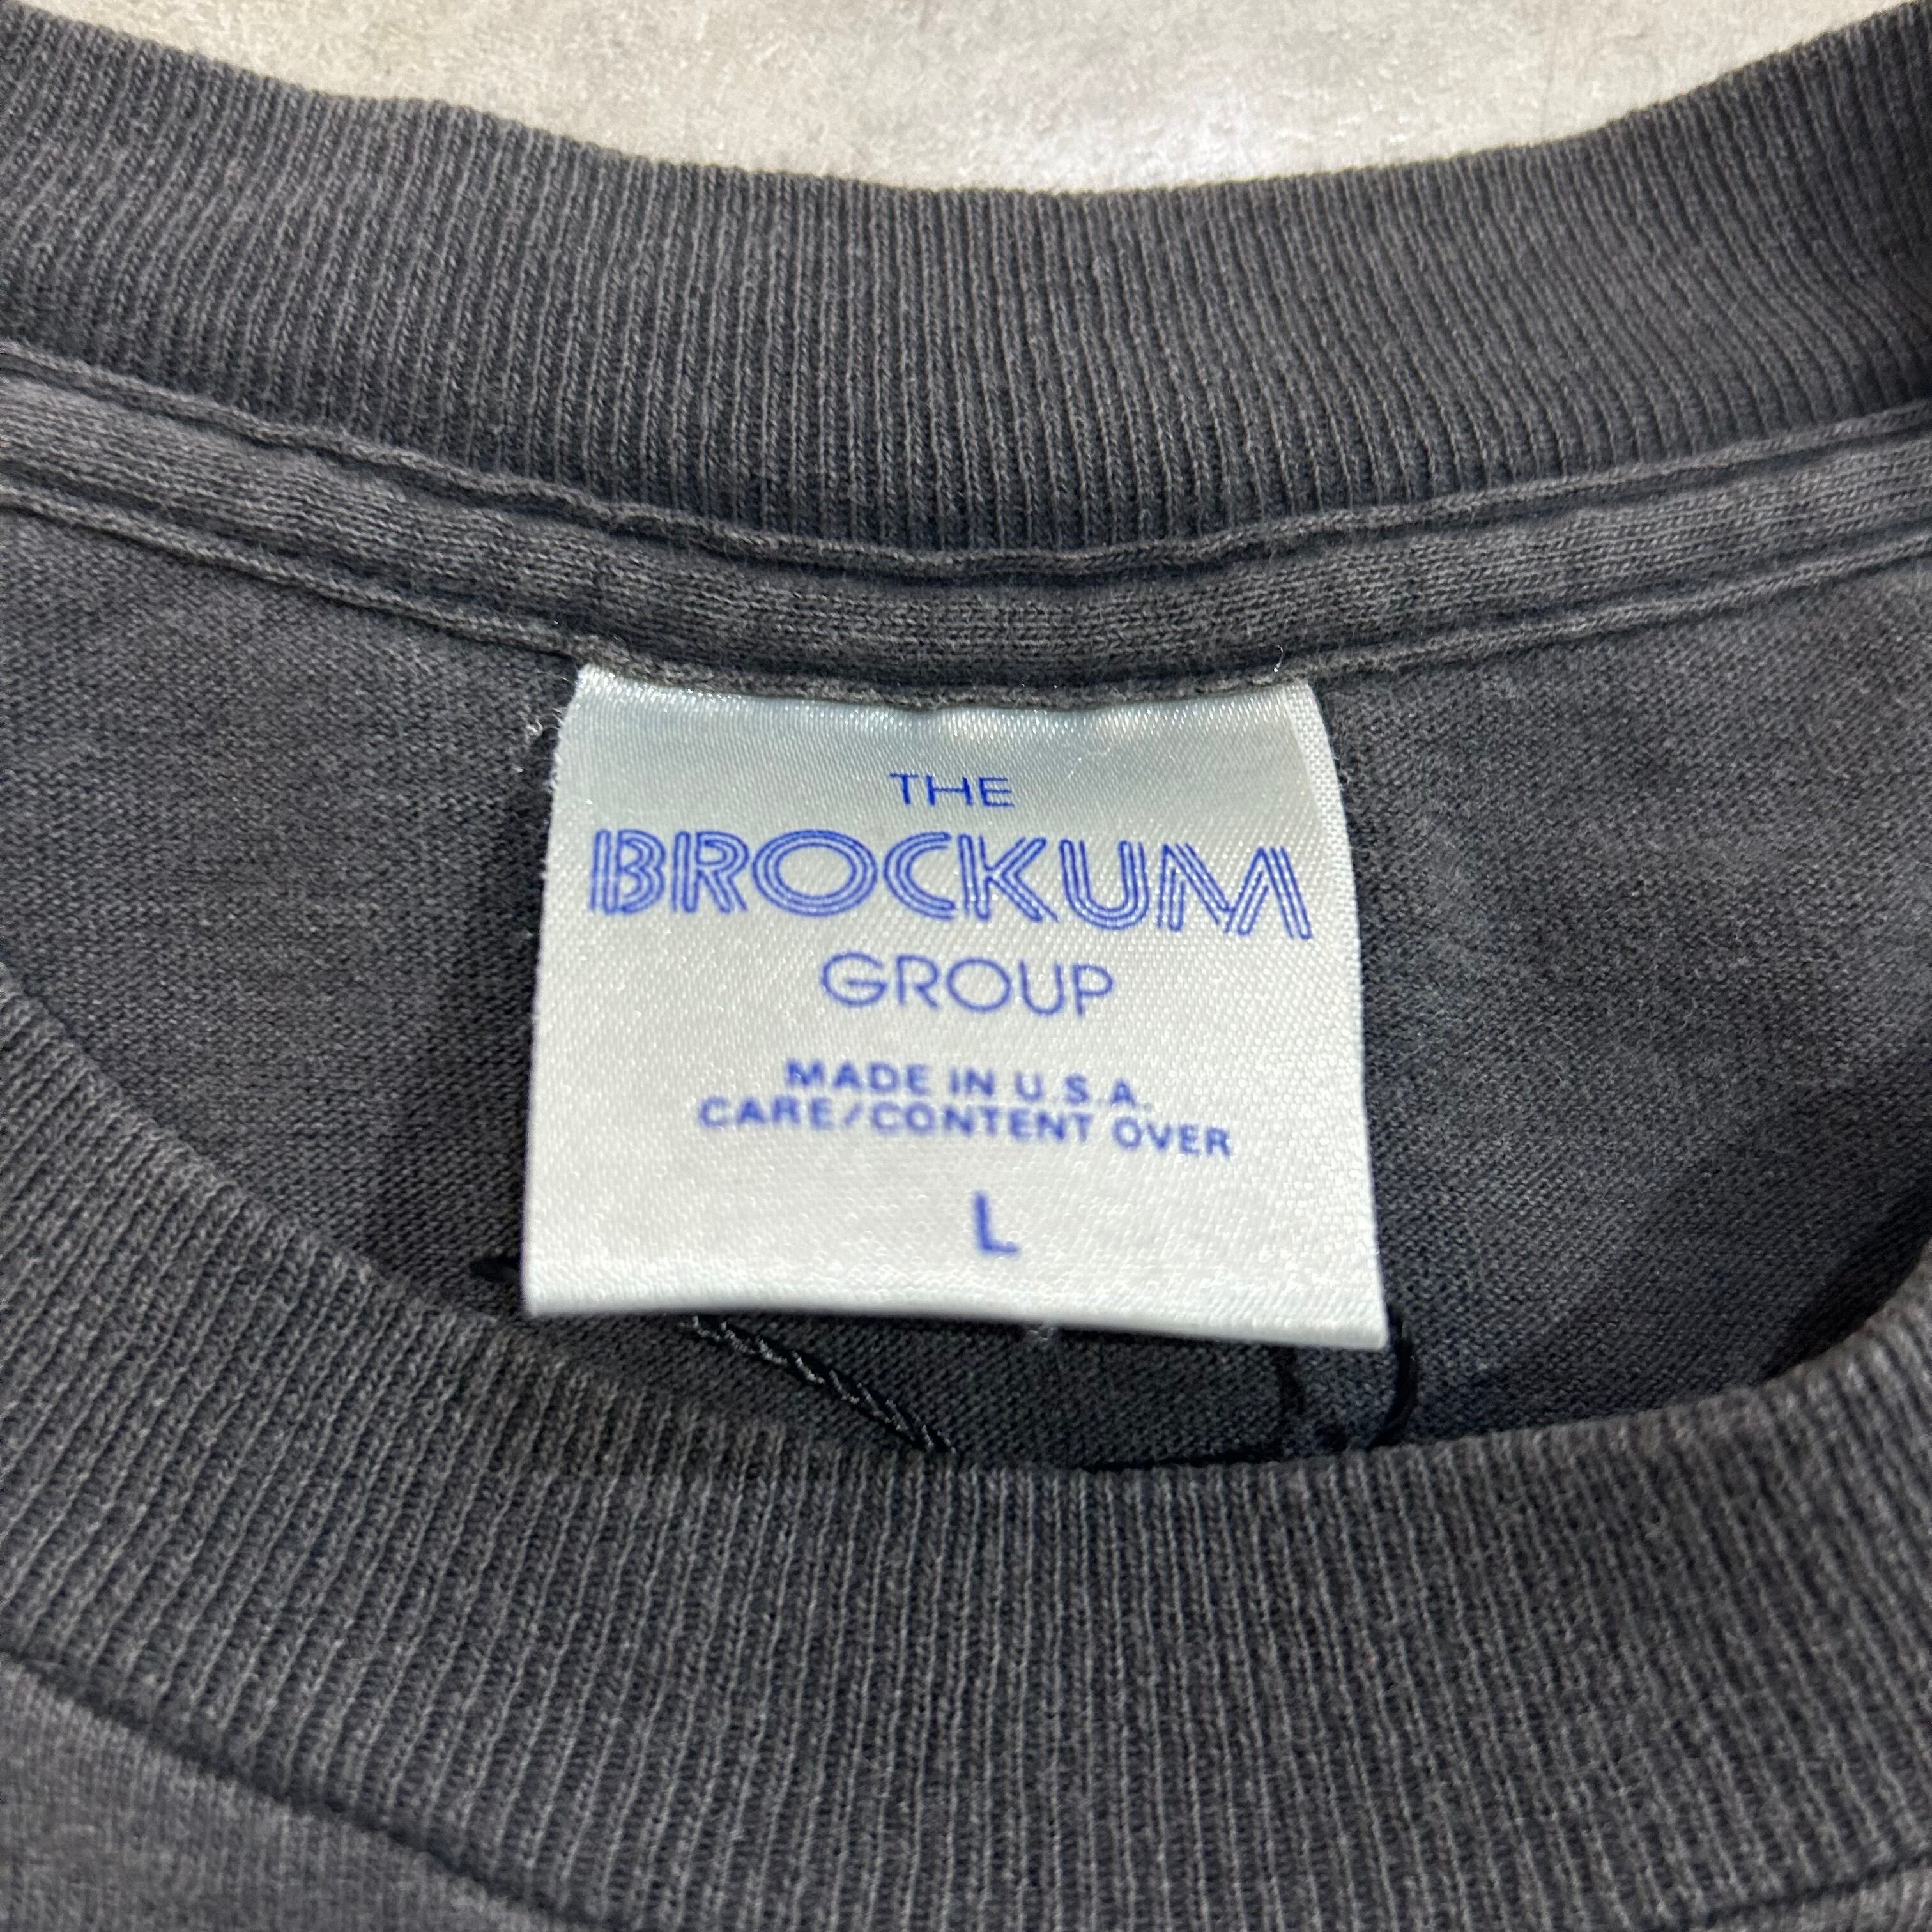 THE
BROCKUM
GROUP
MADE IN U.S.A.
CARE/CONTENT OVER
L